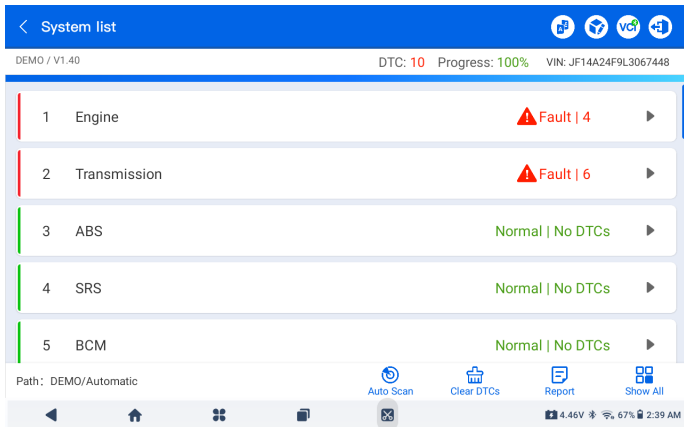 System list
VCI
DEMO / V1.40 DTC: 10 Progress: 100% VIN: JF14A24F9L3067448
1 Engine Fault | 4
2 Transmission Fault | 6
3 ABS Normal | No DTCs
4 SRS Normal | No DTCs
5 BCM Normal | No DTCs
Path: DEMO/Automatic
Auto Scan Clear DTCs Report Show All
4.46V 67% 2:39 AM